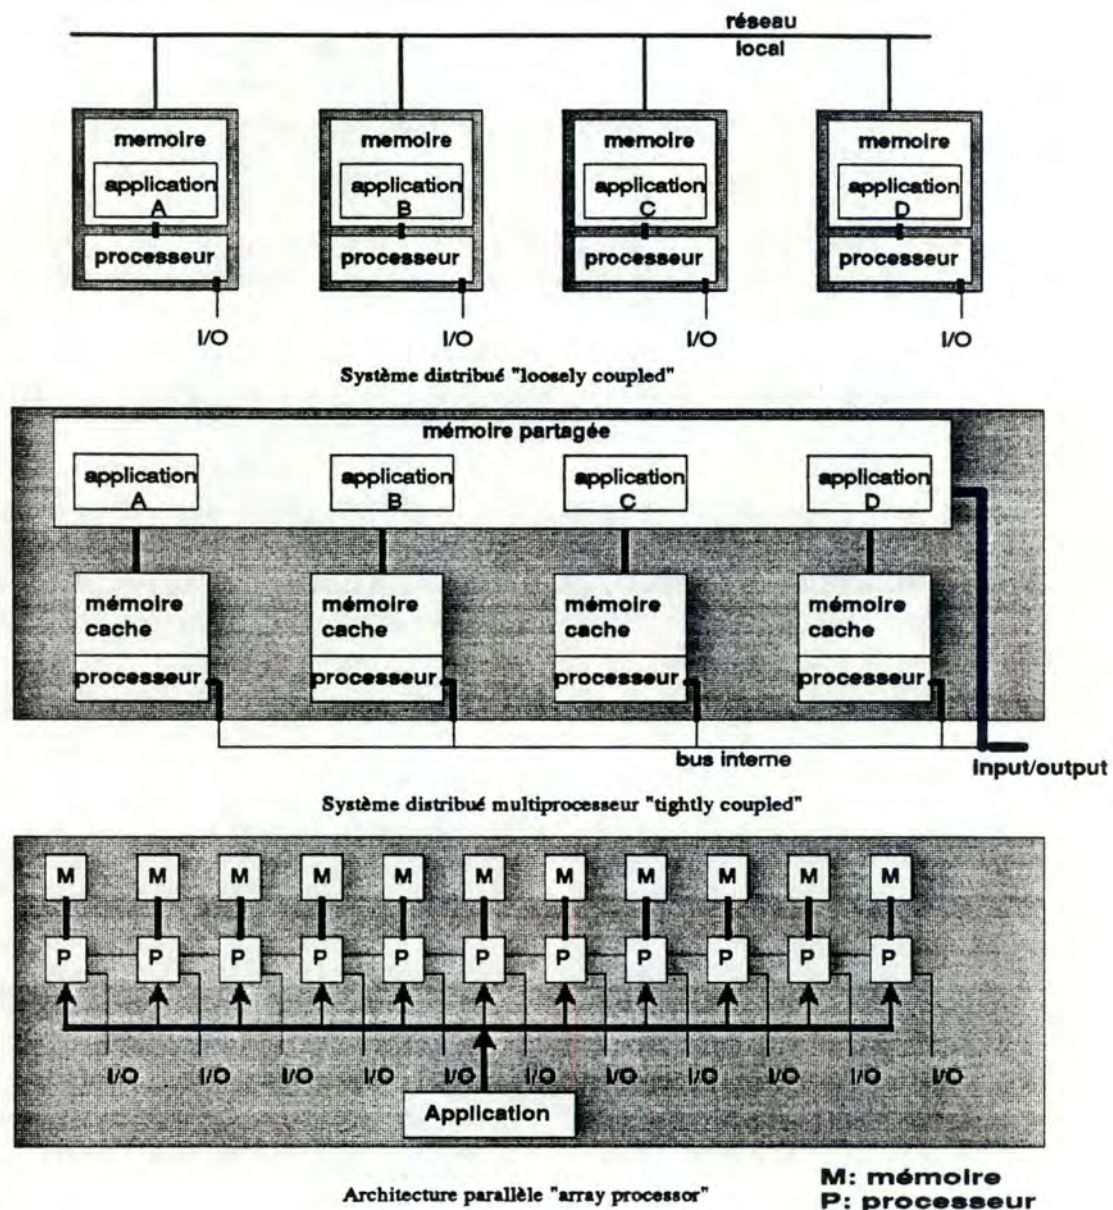 réseau
local
memoire memoire memoire memoire
application application application application
A B C D
processeur processeur processeur processeur
I/O I/O I/O I/O
Système distribué "loosely coupled"
mémoire partagée
application application application application
A B C D
mémoire mémoire mémoire mémoire
cache cache cache cache
processeur processeur processeur processeur
bus interne
input/output
Système distribué multiprocesseur "tightly coupled"
M M M M M M M M M M M
P P P P P P P P P P P
I/O I/O I/O I/O I/O I/O I/O I/O I/O I/O I/O
Application
Architecture parallèle "array processor"
M: mémoire
P: processeur